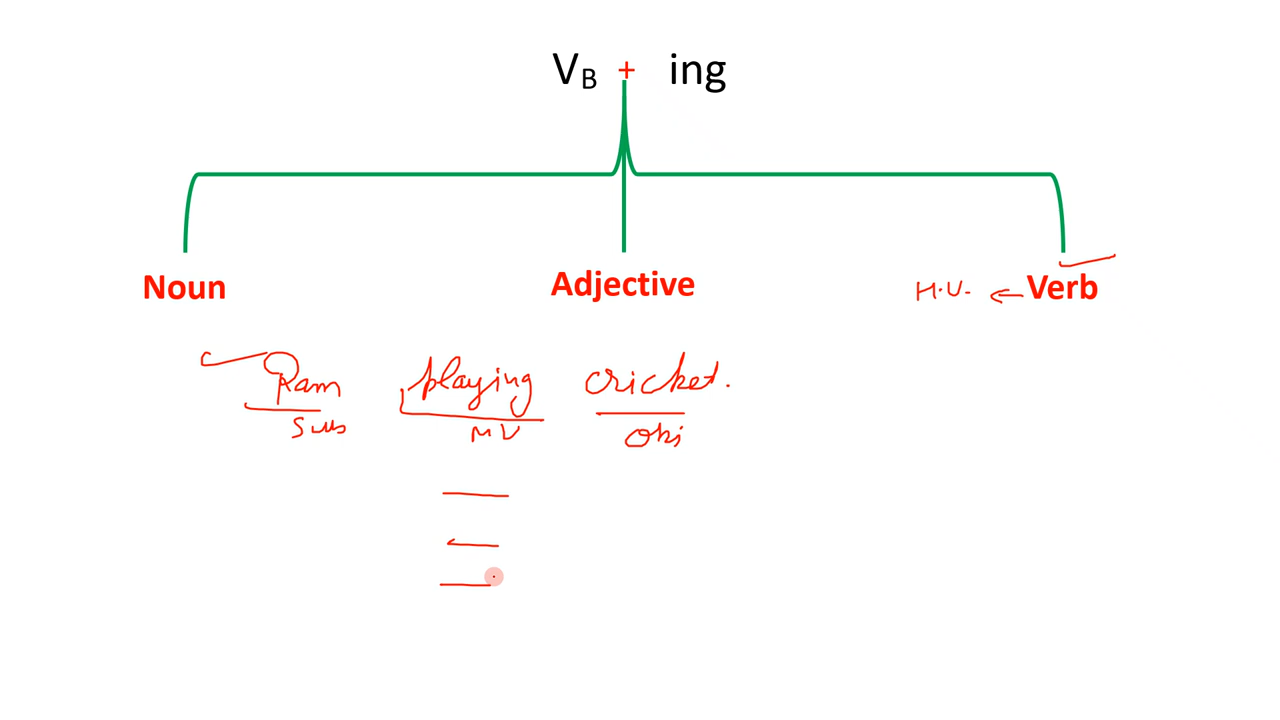 VB + ing
Noun Adjective H.V. ← Verb
Ram playing cricket.
Sub MV Obj